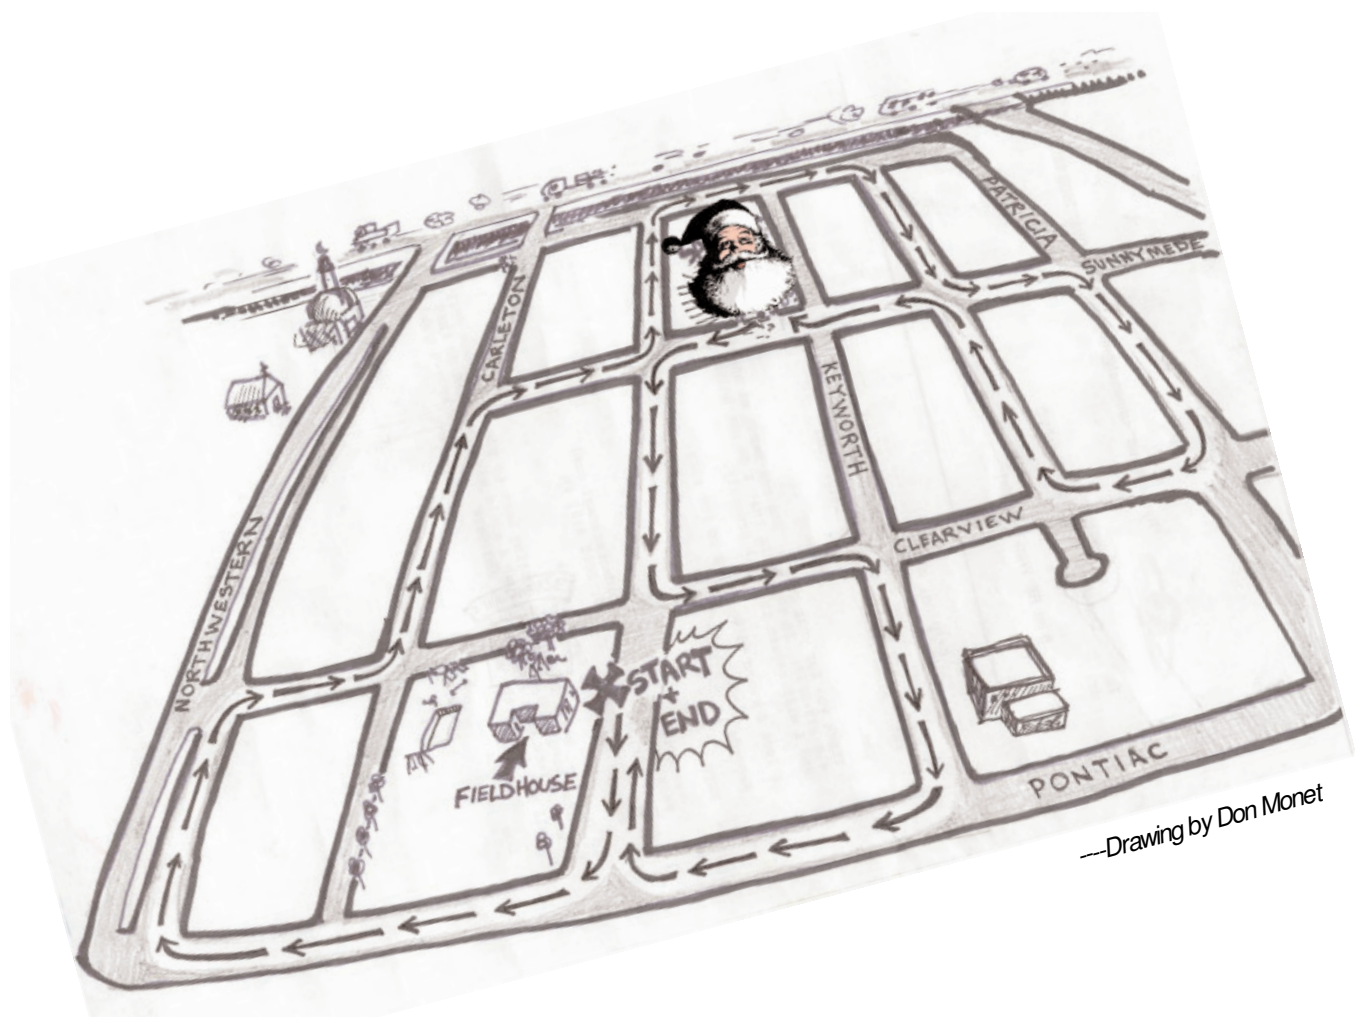 PATRICIA
SUNNYMEDE
CARLETON
KEYWORTH
CLEARVIEW
NORTHWESTERN
START
+
END
FIELDHOUSE
PONTIAC
----Drawing by Don Monet